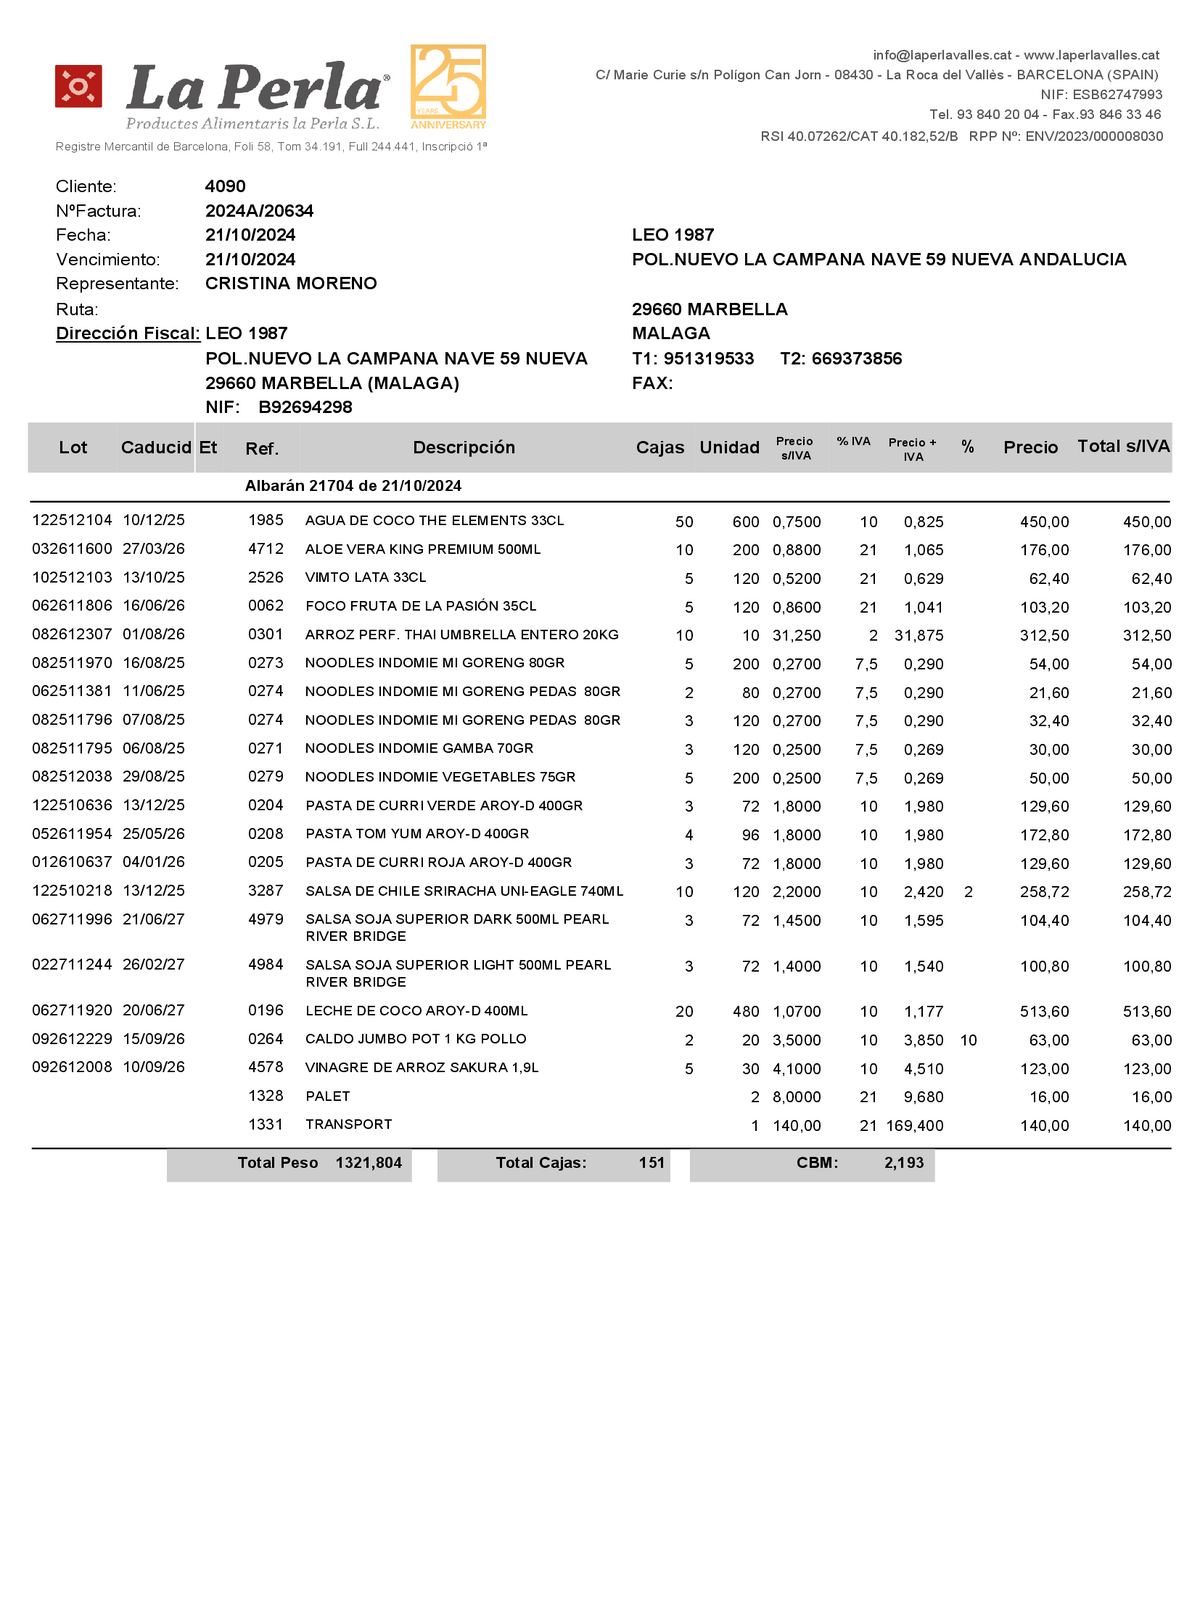 La Perla®
Productes Alimentaris la Perla S.L.
25
YEARS
ANNIVERSARY
Registre Mercantil de Barcelona, Foli 58, Tom 34.191, Full 244.441, Inscripció 1ª
info@laperlavalles.cat - www.laperlavalles.cat
C/ Marie Curie s/n Polígon Can Jorn - 08430 - La Roca del Vallès - BARCELONA (SPAIN)
NIF: ESB62747993
Tel. 93 840 20 04 - Fax.93 846 33 46
RSI 40.07262/CAT 40.182,52/B RPP Nº: ENV/2023/000008030
Cliente: 4090
NºFactura: 2024A/20634
Fecha: 21/10/2024
Vencimiento: 21/10/2024
Representante: CRISTINA MORENO
Ruta:
Dirección Fiscal: LEO 1987
POL.NUEVO LA CAMPANA NAVE 59 NUEVA
29660 MARBELLA (MALAGA)
NIF: B92694298
LEO 1987
POL.NUEVO LA CAMPANA NAVE 59 NUEVA ANDALUCIA
29660 MARBELLA
MALAGA
T1: 951319533 T2: 669373856
FAX:
Lot Caducid Et Ref. Descripción Cajas Unidad Precio s/IVA % IVA Precio + IVA % Precio Total s/IVA
Albarán 21704 de 21/10/2024
122512104 10/12/25 1985 AGUA DE COCO THE ELEMENTS 33CL 50 600 0,7500 10 0,825 450,00 450,00
032611600 27/03/26 4712 ALOE VERA KING PREMIUM 500ML 10 200 0,8800 21 1,065 176,00 176,00
102512103 13/10/25 2526 VIMTO LATA 33CL 5 120 0,5200 21 0,629 62,40 62,40
062611806 16/06/26 0062 FOCO FRUTA DE LA PASIÓN 35CL 5 120 0,8600 21 1,041 103,20 103,20
082612307 01/08/26 0301 ARROZ PERF. THAI UMBRELLA ENTERO 20KG 10 10 31,250 2 31,875 312,50 312,50
082511970 16/08/25 0273 NOODLES INDOMIE MI GORENG 80GR 5 200 0,2700 7,5 0,290 54,00 54,00
062511381 11/06/25 0274 NOODLES INDOMIE MI GORENG PEDAS 80GR 2 80 0,2700 7,5 0,290 21,60 21,60
082511796 07/08/25 0274 NOODLES INDOMIE MI GORENG PEDAS 80GR 3 120 0,2700 7,5 0,290 32,40 32,40
082511795 06/08/25 0271 NOODLES INDOMIE GAMBA 70GR 3 120 0,2500 7,5 0,269 30,00 30,00
082512038 29/08/25 0279 NOODLES INDOMIE VEGETABLES 75GR 5 200 0,2500 7,5 0,269 50,00 50,00
122510636 13/12/25 0204 PASTA DE CURRI VERDE AROY-D 400GR 3 72 1,8000 10 1,980 129,60 129,60
052611954 25/05/26 0208 PASTA TOM YUM AROY-D 400GR 4 96 1,8000 10 1,980 172,80 172,80
012610637 04/01/26 0205 PASTA DE CURRI ROJA AROY-D 400GR 3 72 1,8000 10 1,980 129,60 129,60
122510218 13/12/25 3287 SALSA DE CHILE SRIRACHA UNI-EAGLE 740ML 10 120 2,2000 10 2,420 2 258,72 258,72
062711996 21/06/27 4979 SALSA SOJA SUPERIOR DARK 500ML PEARL 3 72 1,4500 10 1,595 104,40 104,40
RIVER BRIDGE
022711244 26/02/27 4984 SALSA SOJA SUPERIOR LIGHT 500ML PEARL 3 72 1,4000 10 1,540 100,80 100,80
RIVER BRIDGE
062711920 20/06/27 0196 LECHE DE COCO AROY-D 400ML 20 480 1,0700 10 1,177 513,60 513,60
092612229 15/09/26 0264 CALDO JUMBO POT 1 KG POLLO 2 20 3,5000 10 3,850 10 63,00 63,00
092612008 10/09/26 4578 VINAGRE DE ARROZ SAKURA 1,9L 5 30 4,1000 10 4,510 123,00 123,00
1328 PALET 2 8,0000 21 9,680 16,00 16,00
1331 TRANSPORT 1 140,00 21 169,400 140,00 140,00
Total Peso 1321,804 Total Cajas: 151 CBM: 2,193